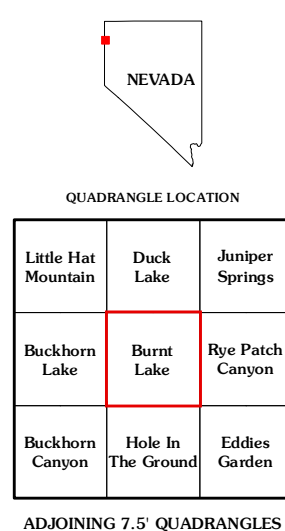 NEVADA
QUADRANGLE LOCATION
Little Hat
Mountain
Duck
Lake
Juniper
Springs
Buckhorn
Lake
Burnt
Lake
Rye Patch
Canyon
Buckhorn
Canyon
Hole In
The Ground
Eddies
Garden
ADJOINING 7.5' QUADRANGLES